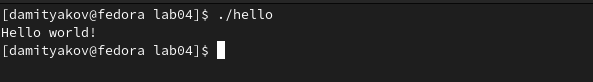 [damityakov@fedora lab04]$ ./hello
Hello world!
[damityakov@fedora lab04]$